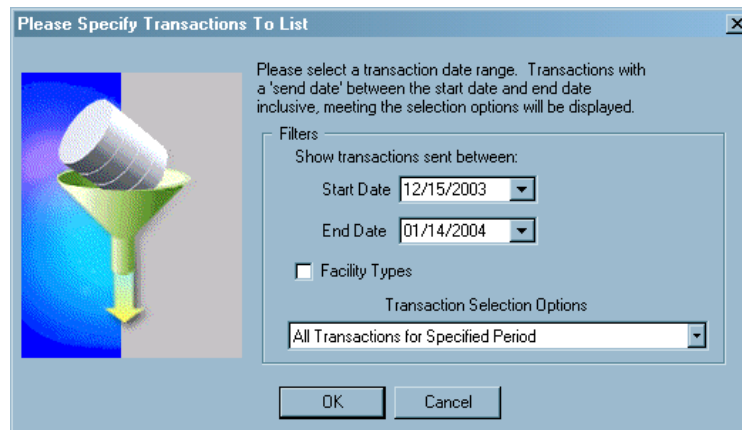 Please Specify Transactions To List
Please select a transaction date range. Transactions with
a 'send date' between the start date and end date
inclusive, meeting the selection options will be displayed.
Filters
Show transactions sent between:
Start Date 12/15/2003
End Date 01/14/2004
Facility Types
Transaction Selection Options
All Transactions for Specified Period
OK Cancel